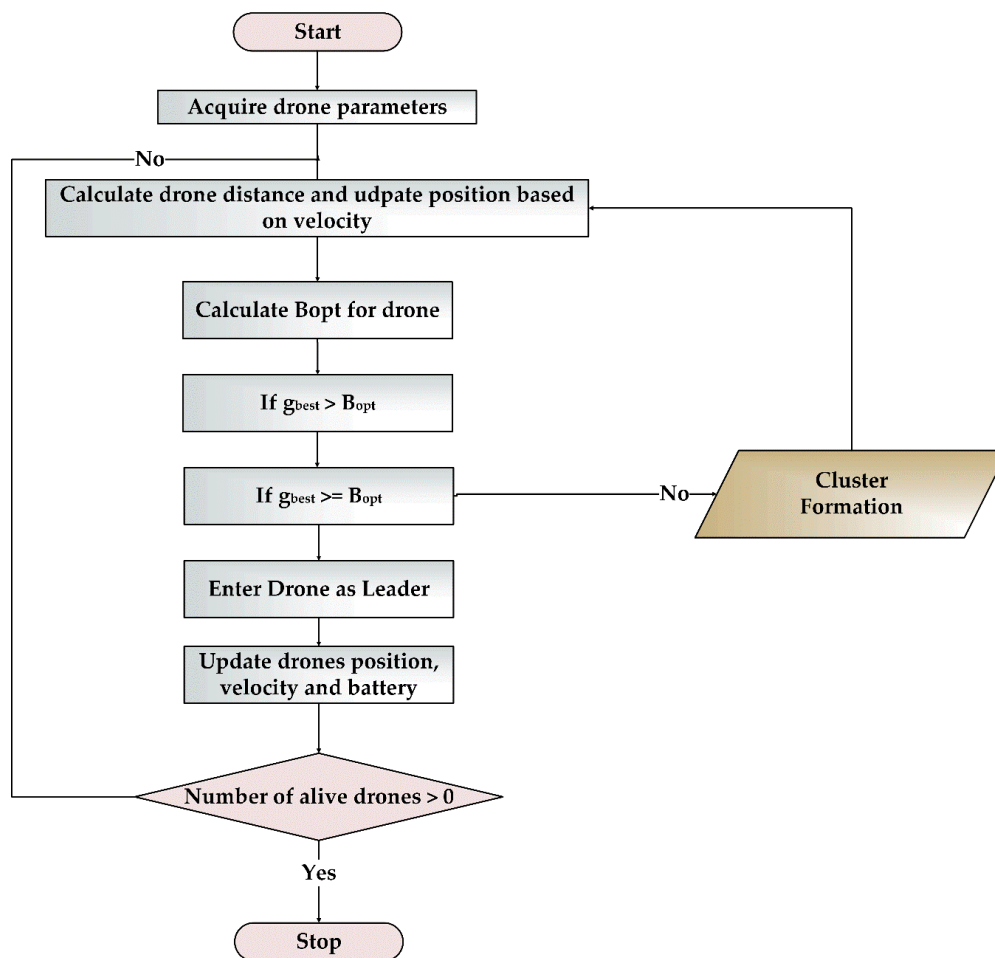 Start
Acquire drone parameters
No
Calculate drone distance and udpate position based
on velocity
Calculate Bopt for drone
If gbest > Bopt
If gbest >= Bopt
No
Cluster
Formation
Enter Drone as Leader
Update drones position,
velocity and battery
Number of alive drones > 0
Yes
Stop